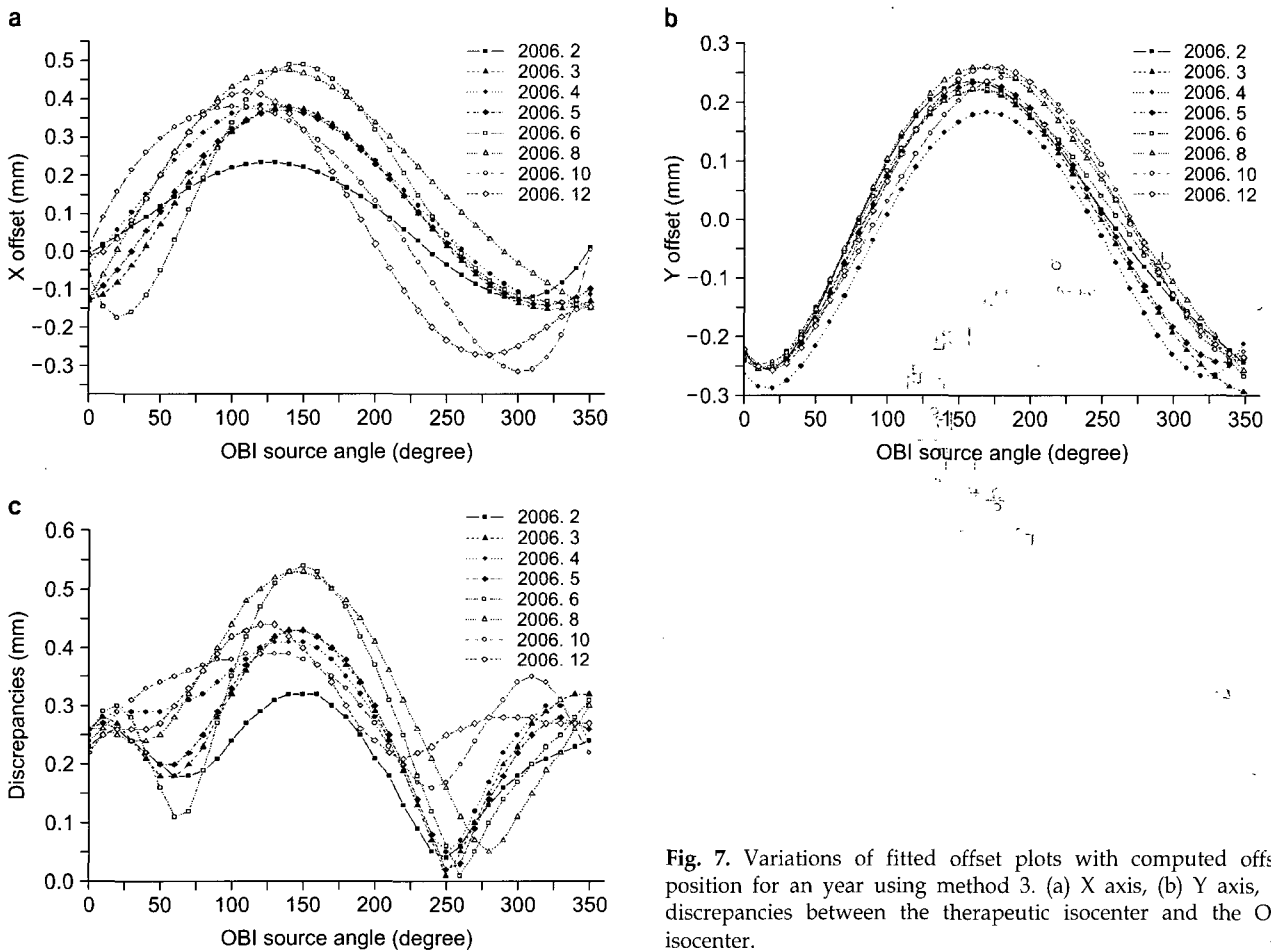 a
X offset (mm)
0.5
0.4
0.3
0.2
0.1
0.0
−0.1
−0.2
−0.3
0 50 100 150 200 250 300 350
OBI source angle (degree)
2006. 2
2006. 3
2006. 4
2006. 5
2006. 6
2006. 8
2006. 10
2006. 12
b
Y offset (mm)
0.3
0.2
0.1
0.0
−0.1
−0.2
−0.3
0 50 100 150 200 250 300 350
OBI source angle (degree)
2006. 2
2006. 3
2006. 4
2006. 5
2006. 6
2006. 8
2006. 10
2006. 12
c
Discrepancies (mm)
0.6
0.5
0.4
0.3
0.2
0.1
0.0
0 50 100 150 200 250 300 350
OBI source angle (degree)
2006. 2
2006. 3
2006. 4
2006. 5
2006. 6
2006. 8
2006. 10
2006. 12
Fig. 7. Variations of fitted offset plots with computed offs
position for an year using method 3. (a) X axis, (b) Y axis,
discrepancies between the therapeutic isocenter and the O
isocenter.